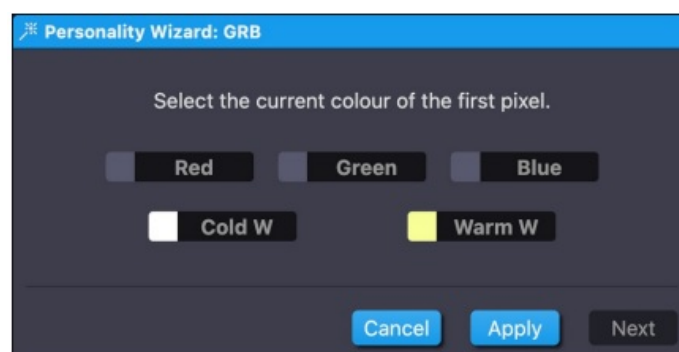 Personality Wizard: GRB
Select the current colour of the first pixel.
Red Green Blue
Cold W Warm W
Cancel Apply Next